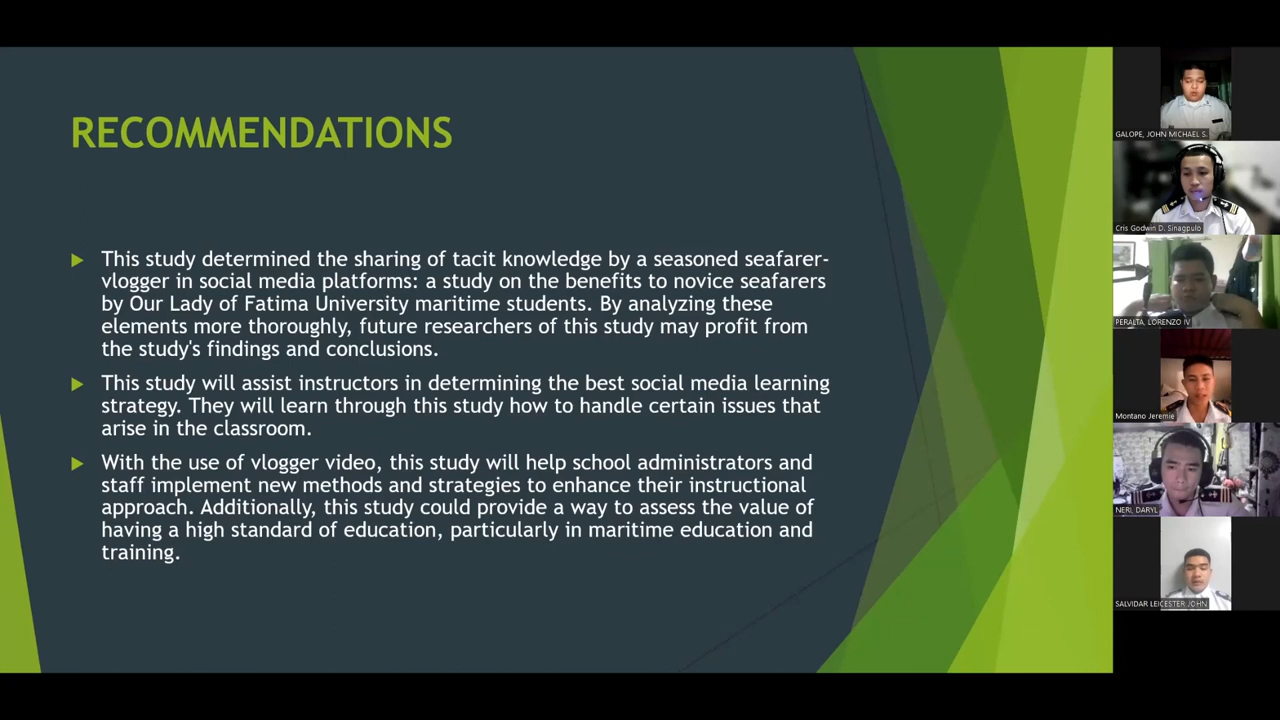 RECOMMENDATIONS
This study determined the sharing of tacit knowledge by a seasoned seafarer-
vlogger in social media platforms: a study on the benefits to novice seafarers
by Our Lady of Fatima University maritime students. By analyzing these
elements more thoroughly, future researchers of this study may profit from
the study's findings and conclusions.
This study will assist instructors in determining the best social media learning
strategy. They will learn through this study how to handle certain issues that
arise in the classroom.
With the use of vlogger video, this study will help school administrators and
staff implement new methods and strategies to enhance their instructional
approach. Additionally, this study could provide a way to assess the value of
having a high standard of education, particularly in maritime education and
training.
GALOPE, JOHN MICHAEL S.
Cris Godwin D. Sinagpulo
PERALTA, LORENZO IV
Montano Jeremie
NERI, DARYL
SALVIDAR LEICESTER JOHN